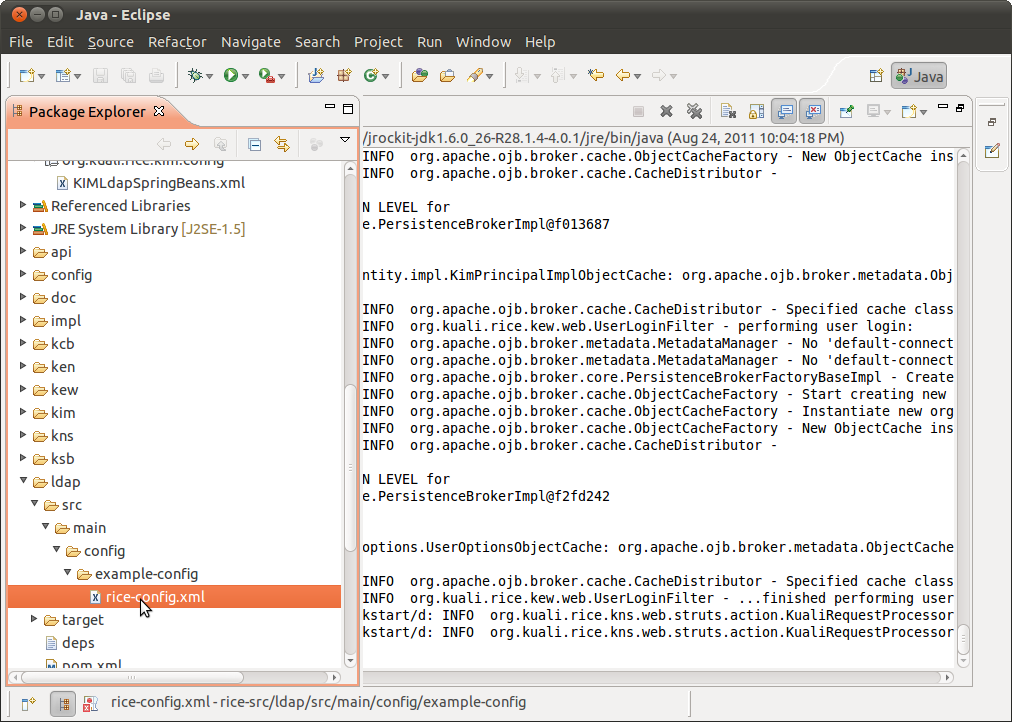 Java - Eclipse
File Edit Source Refactor Navigate Search Project Run Window Help
Java
Package Explorer
org.kuali.rice.kim.config
KIMLdapSpringBeans.xml
Referenced Libraries
JRE System Library [J2SE-1.5]
api
config
doc
impl
kcb
ken
kew
kim
kns
ksb
ldap
src
main
config
example-config
rice-config.xml
target
deps
pom.xml
/jrockit-jdk1.6.0_26-R28.1.4-4.0.1/jre/bin/java (Aug 24, 2011 10:04:18 PM)
INFO org.apache.ojb.broker.cache.ObjectCacheFactory - New ObjectCache ins
INFO org.apache.ojb.broker.cache.CacheDistributor -
N LEVEL for
e.PersistenceBrokerImpl@f013687
ntity.impl.KimPrincipalImplObjectCache: org.apache.ojb.broker.metadata.Obj
INFO org.apache.ojb.broker.cache.CacheDistributor - Specified cache class
INFO org.kuali.rice.kew.web.UserLoginFilter - performing user login:
INFO org.apache.ojb.broker.metadata.MetadataManager - No 'default-connect
INFO org.apache.ojb.broker.metadata.MetadataManager - No 'default-connect
INFO org.apache.ojb.broker.core.PersistenceBrokerFactoryBaseImpl - Create
INFO org.apache.ojb.broker.cache.ObjectCacheFactory - Start creating new
INFO org.apache.ojb.broker.cache.ObjectCacheFactory - Instantiate new org
INFO org.apache.ojb.broker.cache.ObjectCacheFactory - New ObjectCache ins
INFO org.apache.ojb.broker.cache.CacheDistributor -
N LEVEL for
e.PersistenceBrokerImpl@f2fd242
options.UserOptionsObjectCache: org.apache.ojb.broker.metadata.ObjectCache
INFO org.apache.ojb.broker.cache.CacheDistributor - Specified cache class
INFO org.kuali.rice.kew.web.UserLoginFilter - ...finished performing user
kstart/d: INFO org.kuali.rice.kns.web.struts.action.KualiRequestProcessor
kstart/d: INFO org.kuali.rice.kns.web.struts.action.KualiRequestProcessor
rice-config.xml - rice-src/ldap/src/main/config/example-config